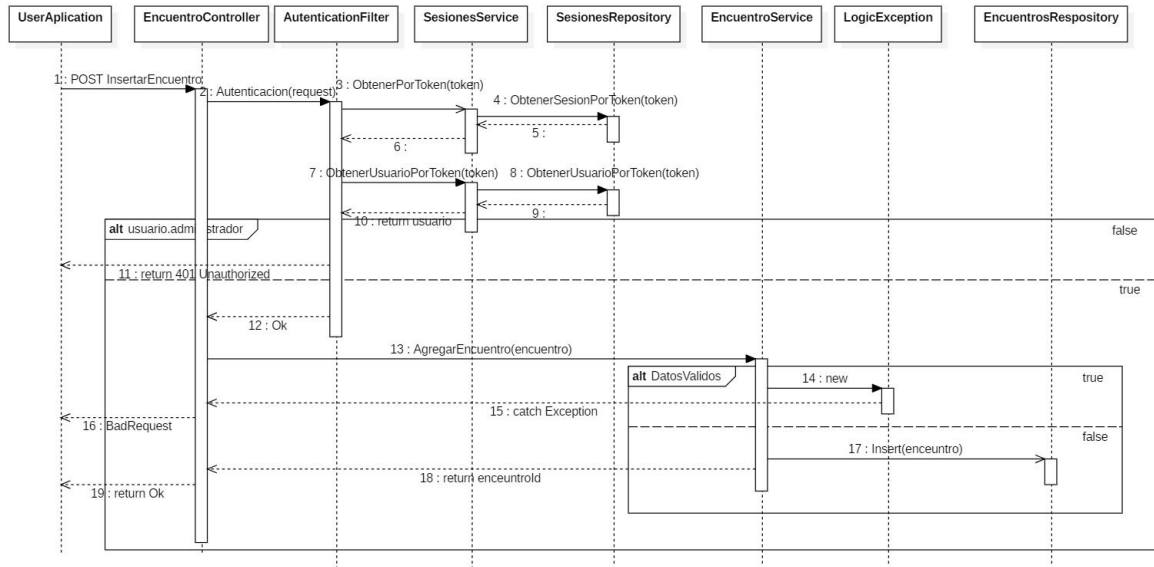 UserAplication
EncuentroController
AutenticationFilter
SesionesService
SesionesRepository
EncuentroService
LogicException
EncuentrosRespository
1 : POST InsertarEncuentro
2 : Autenticacion(request)
3 : ObtenerPorToken(token)
4 : ObtenerSesionPorToken(token)
5 :
6 :
7 : ObtenerUsuarioPorToken(token)
8 : ObtenerUsuarioPorToken(token)
9 :
10 : return usuario
alt usuario.administrador
false
11 : return 401 Unauthorized
true
12 : Ok
13 : AgregarEncuentro(encuentro)
alt DatosValidos
14 : new
true
15 : catch Exception
16 : BadRequest
false
17 : Insert(enceuntro)
18 : return enceuntroId
19 : return Ok